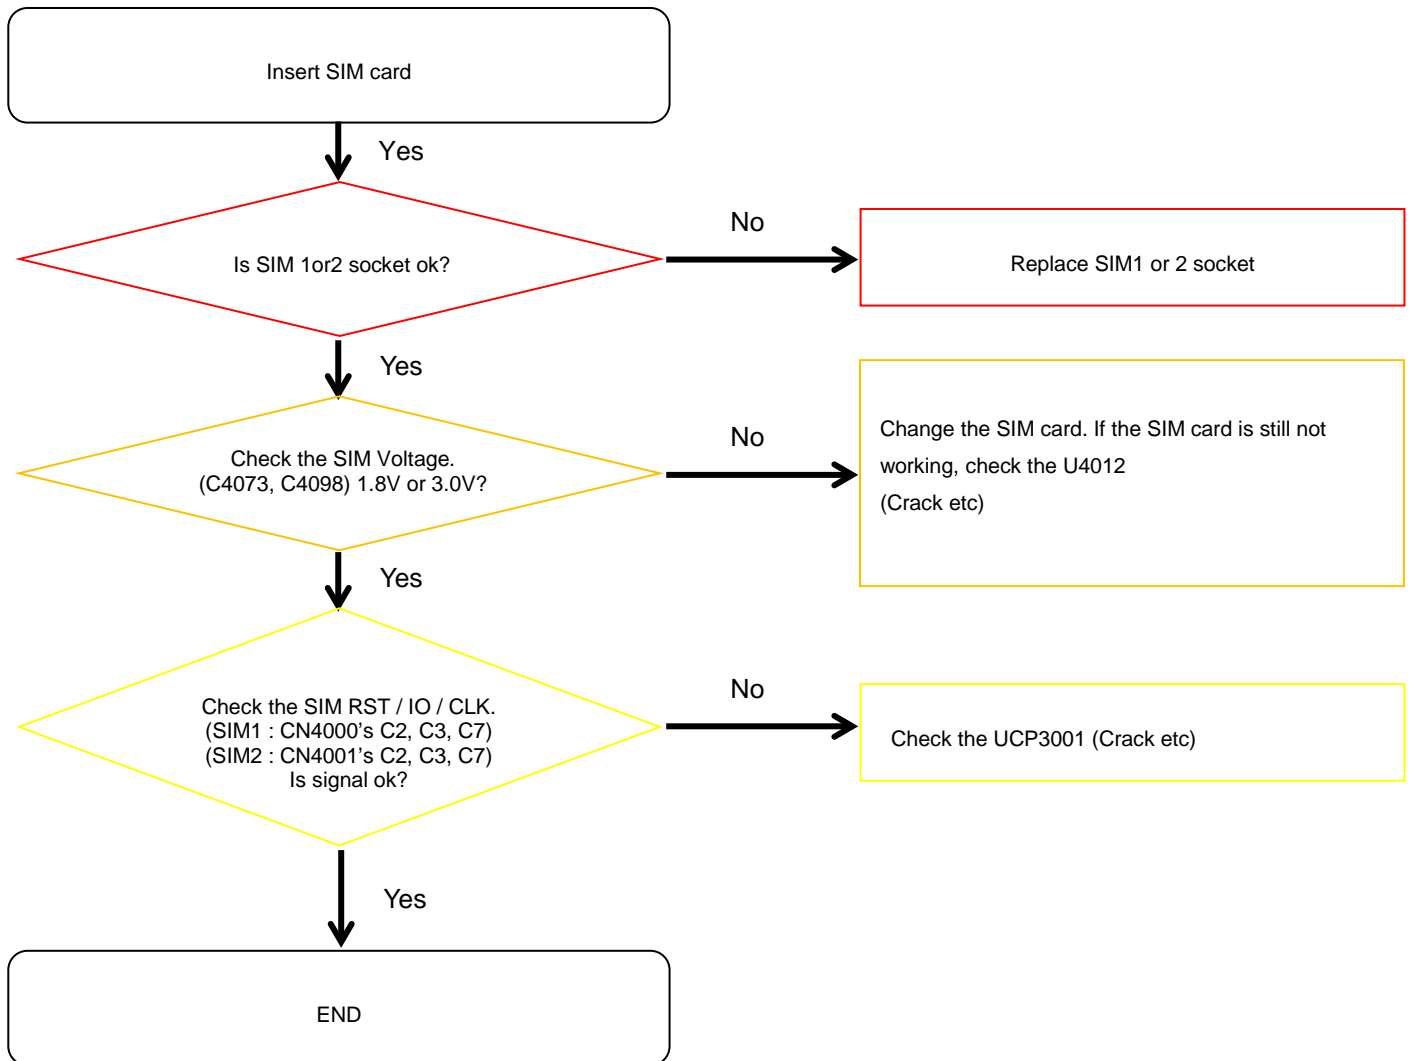 Insert SIM card
Yes
Is SIM 1or2 socket ok?
No
Replace SIM1 or 2 socket
Yes
Check the SIM Voltage.
(C4073, C4098) 1.8V or 3.0V?
No
Change the SIM card. If the SIM card is still not
working, check the U4012
(Crack etc)
Yes
Check the SIM RST / IO / CLK.
(SIM1 : CN4000’s C2, C3, C7)
(SIM2 : CN4001’s C2, C3, C7)
Is signal ok?
No
Check the UCP3001 (Crack etc)
Yes
END